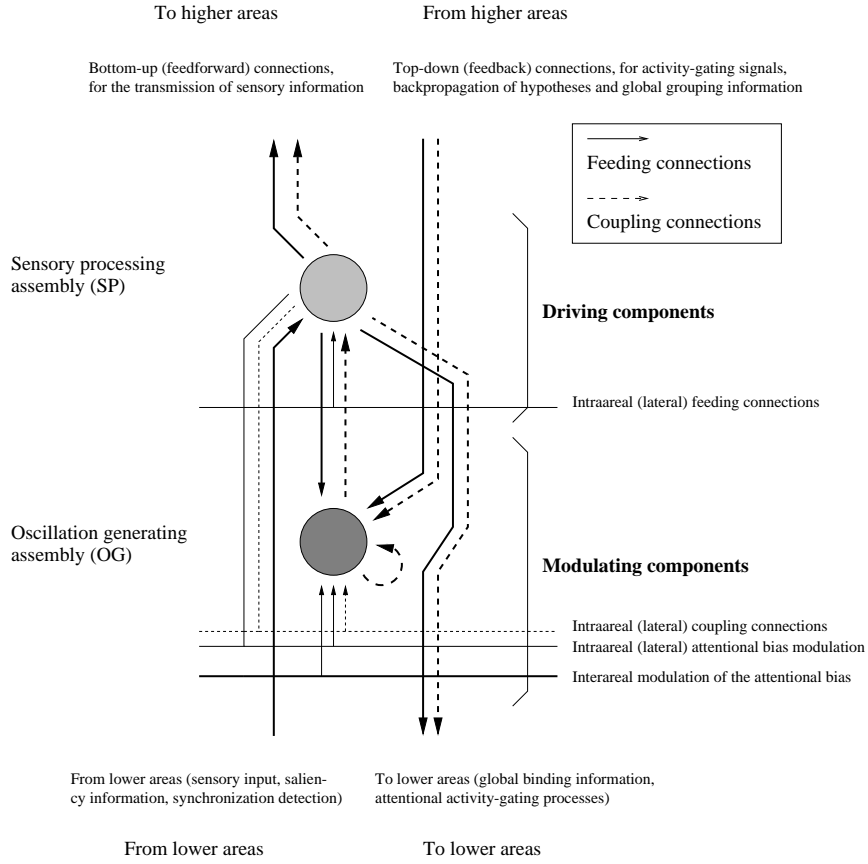 To higher areas
From higher areas
Bottom-up (feedforward) connections,
for the transmission of sensory information
Top-down (feedback) connections, for activity-gating signals,
backpropagation of hypotheses and global grouping information
Feeding connections
Coupling connections
Sensory processing
assembly (SP)
Driving components
Intraareal (lateral) feeding connections
Oscillation generating
assembly (OG)
Modulating components
Intraareal (lateral) coupling connections
Intraareal (lateral) attentional bias modulation
Interareal modulation of the attentional bias
From lower areas (sensory input, salien-
cy information, synchronization detection)
To lower areas (global binding information,
attentional activity-gating processes)
From lower areas
To lower areas